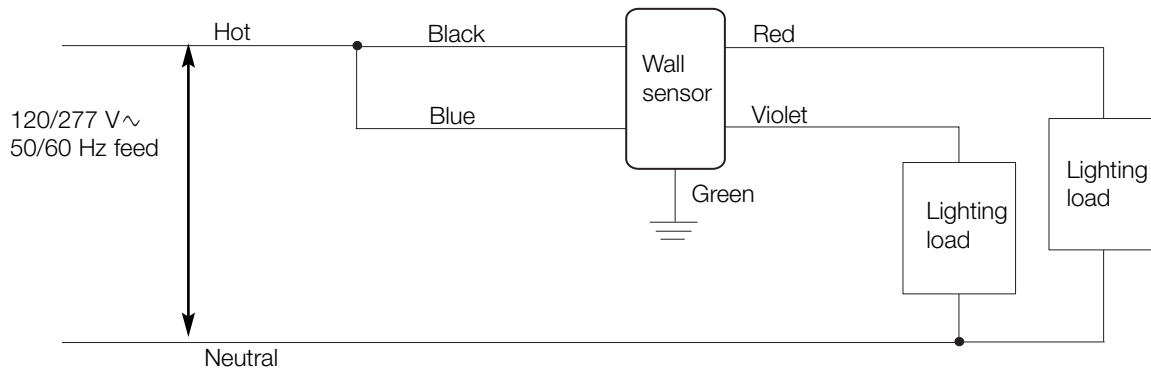 Hot
Black
Red
Wall
sensor
120/277 V~
50/60 Hz feed
Blue
Violet
Green
Lighting
load
Lighting
load
Neutral